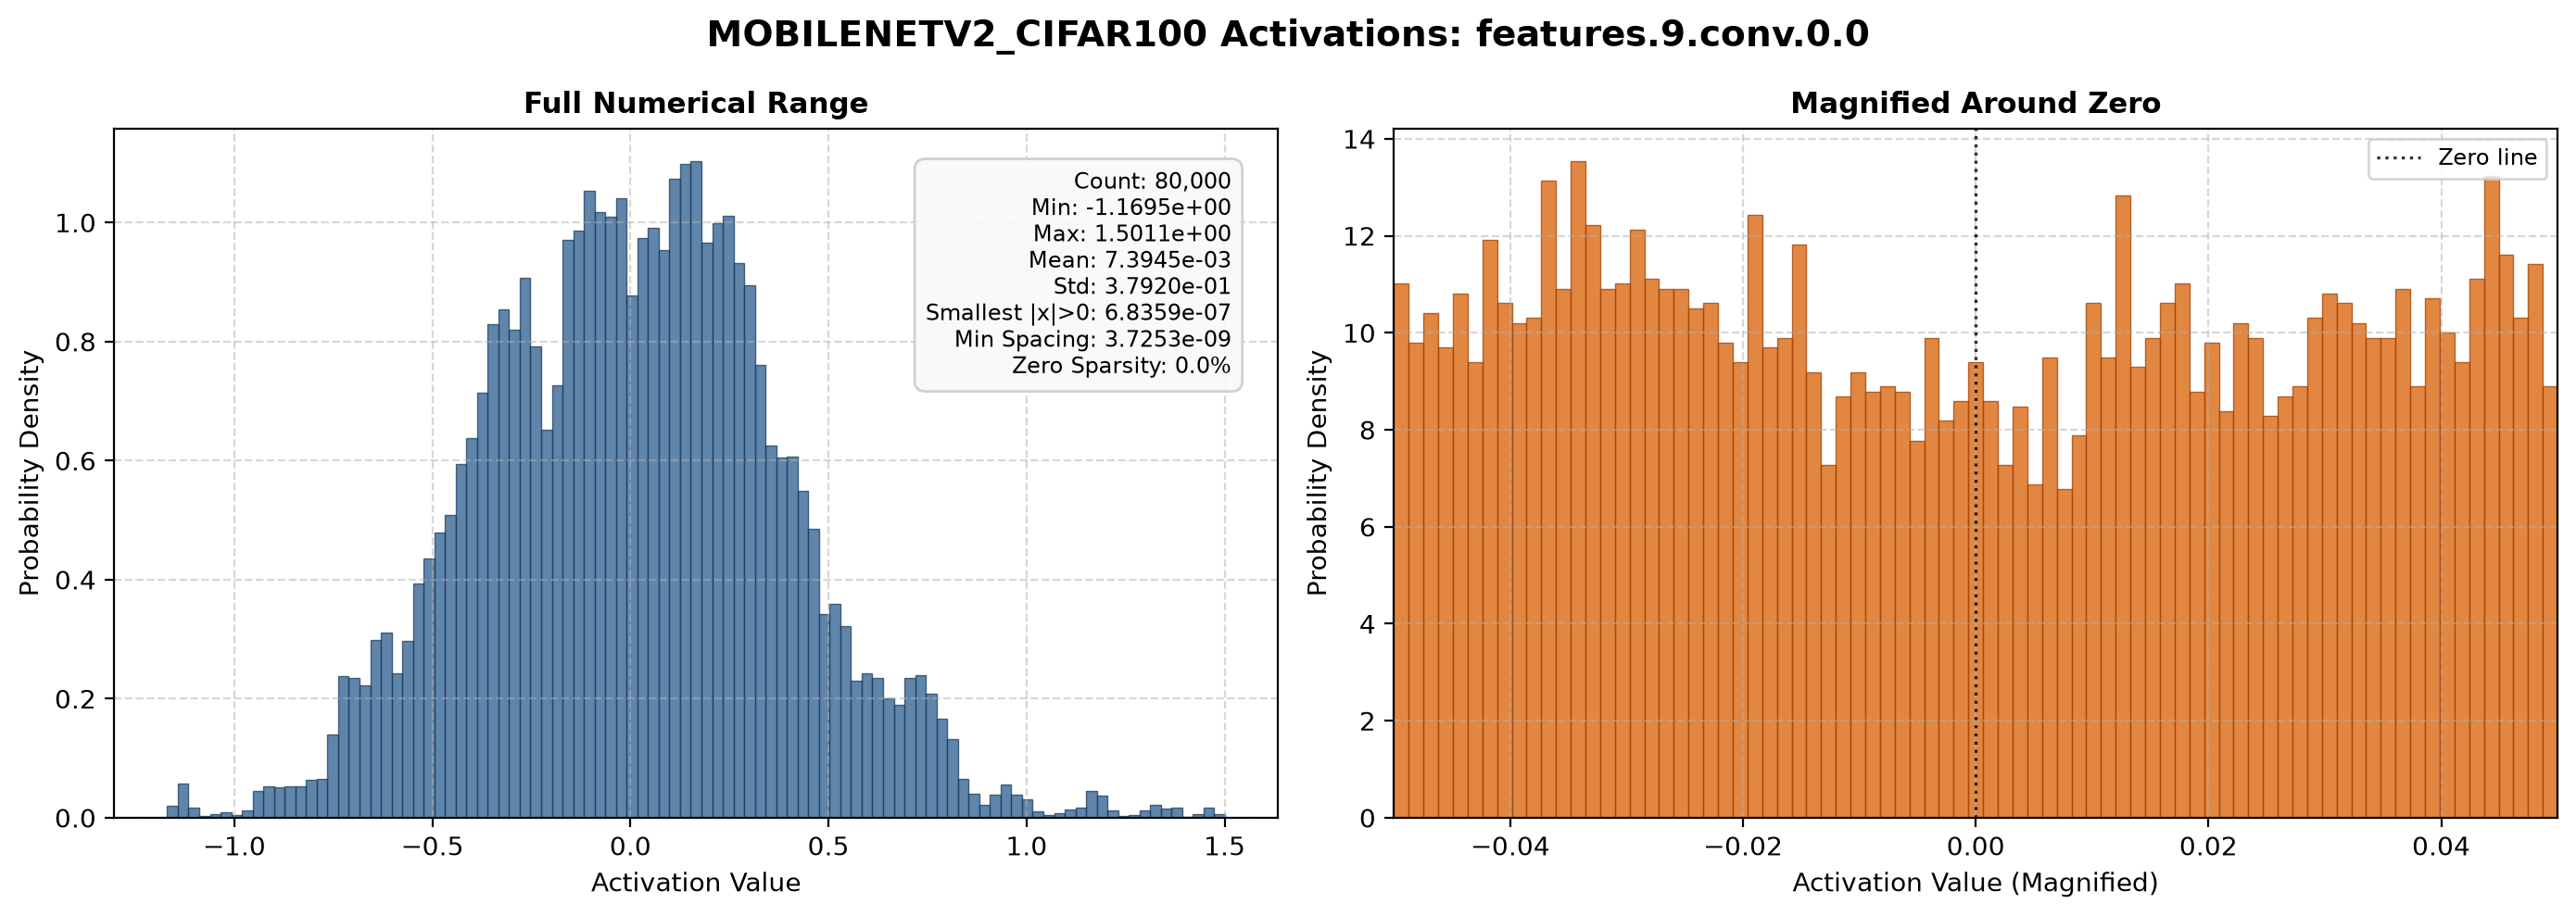 MOBILENETV2_CIFAR100 Activations: features.9.conv.0.0
Full Numerical Range
Probability Density
1.0
0.8
0.6
0.4
0.2
0.0
Count: 80,000
Min: -1.1695e+00
Max: 1.5011e+00
Mean: 7.3945e-03
Std: 3.7920e-01
Smallest |x|>0: 6.8359e-07
Min Spacing: 3.7253e-09
Zero Sparsity: 0.0%
−1.0 −0.5 0.0 0.5 1.0 1.5
Activation Value
Magnified Around Zero
Probability Density
14
12
10
8
6
4
2
0
Zero line
−0.04 −0.02 0.00 0.02 0.04
Activation Value (Magnified)